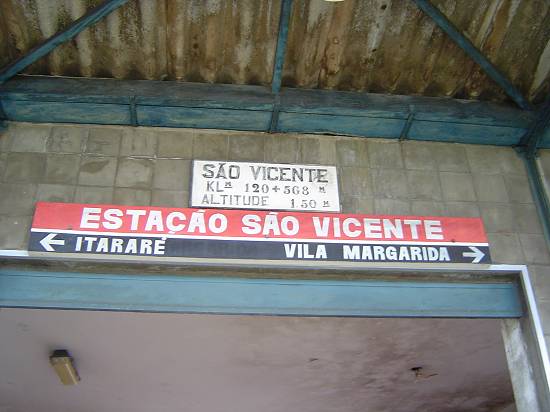 SÃO VICENTE
KLM 120+568 M
ALTITUDE 1.50 M
ESTAÇÃO SÃO VICENTE
← ITARARÉ VILA MARGARIDA →